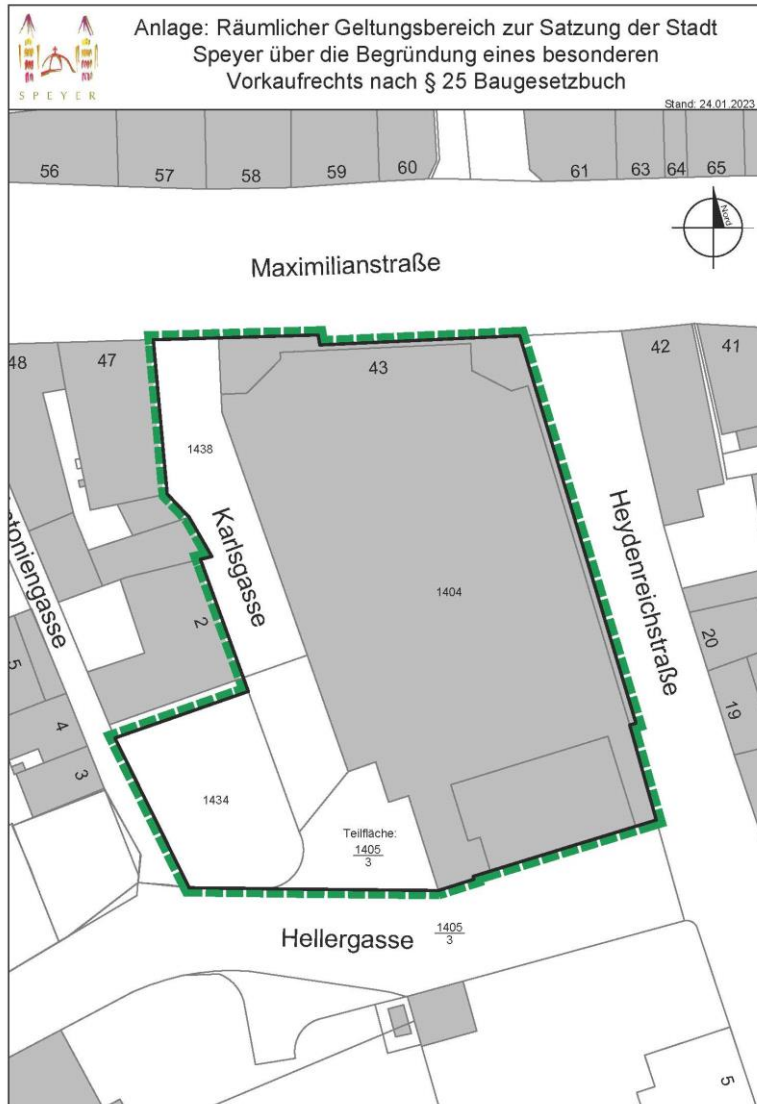 Anlage: Räumlicher Geltungsbereich zur Satzung der Stadt
Speyer über die Begründung eines besonderen
Vorkaufrechts nach § 25 Baugesetzbuch
SPEYER
Stand: 24.01.2023
56
57
58
59
60
61
63
64
65
Nord
Maximilianstraße
48
47
43
42
41
1438
Karlsgasse
1404
Heydenreichstraße
toniengasse
2
5
4
3
20
19
1434
Teilfläche:
1405
3
Hellergasse
1405
3
5